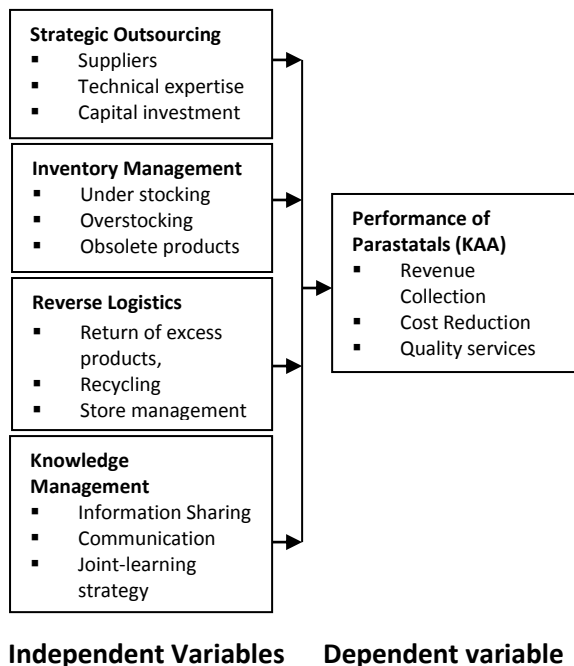 Strategic Outsourcing
▪ Suppliers
▪ Technical expertise
▪ Capital investment
Inventory Management
▪ Under stocking
▪ Overstocking
▪ Obsolete products
Reverse Logistics
▪ Return of excess
products,
▪ Recycling
▪ Store management
Knowledge
Management
▪ Information Sharing
▪ Communication
▪ Joint-learning
strategy
Performance of
Parastatals (KAA)
▪ Revenue
Collection
▪ Cost Reduction
▪ Quality services
Independent Variables
Dependent variable